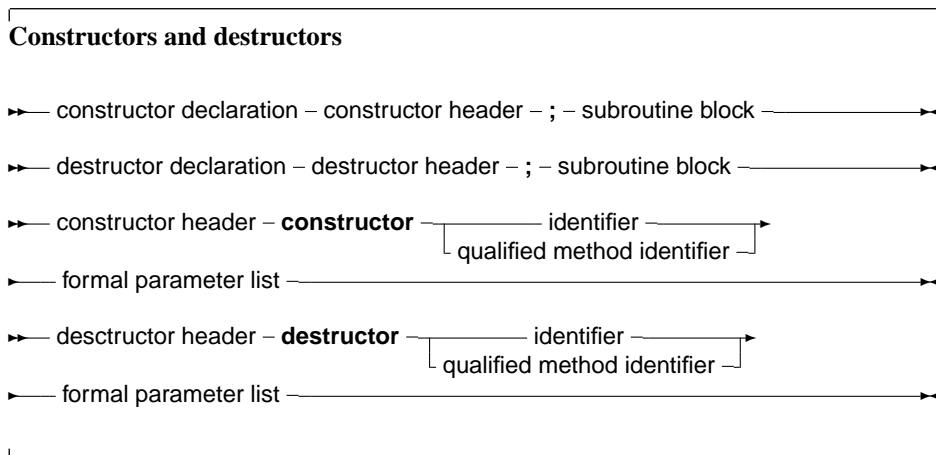 Constructors and destructors
constructor declaration – constructor header – ; – subroutine block
destructor declaration – destructor header – ; – subroutine block
constructor header – constructor identifier
qualified method identifier
formal parameter list
desctructor header – destructor identifier
qualified method identifier
formal parameter list